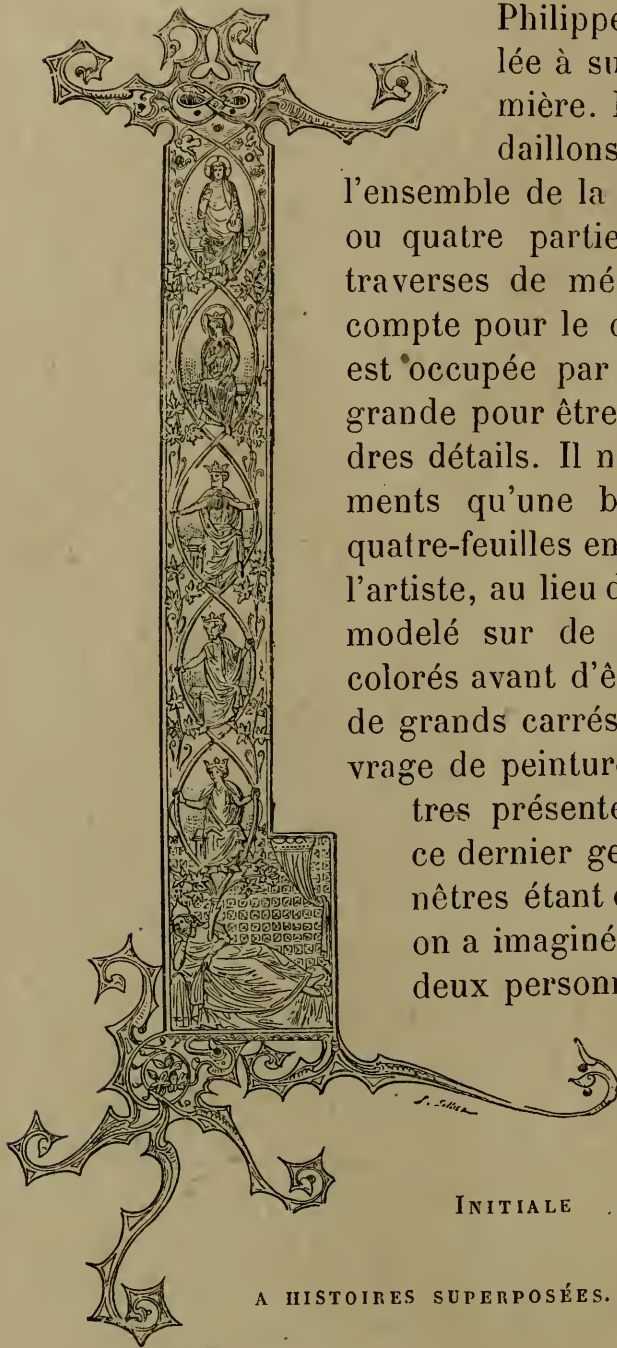 Philippe
lée à su
mière.
daillons
l'ensemble de la
ou quatre partie
traverses de mé
compte pour le
est occupée par
grande pour être
dres détails. Il n
ments qu'une b
quatre-feuilles en
l'artiste, au lieu d
modelé sur de
colorés avant d'ê
de grands carrés
vrage de peinture
tres présente
ce dernier ge
nêtres étant
on a imaginé
deux person
INITIALE
A HISTOIRES SUPERPOSÉES.